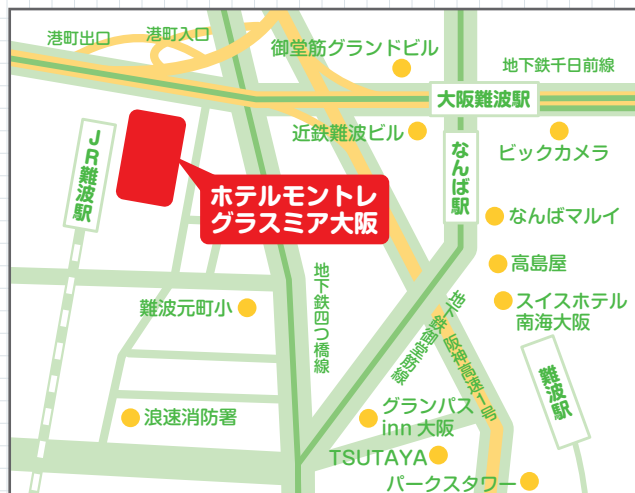 港町出口
港町入口
御堂筋グランドビル
地下鉄千日前線
大阪難波駅
近鉄難波ビル
ビックカメラ
JR難波駅
なんば駅
ホテルモントレ
グラスミア大阪
なんばマルイ
高島屋
地下鉄四つ橋線
難波元町小
スイスホテル
南海大阪
地下鉄御堂筋線
阪神高速1号
難波駅
浪速消防署
グランパス
inn 大阪
TSUTAYA
パークスタワー